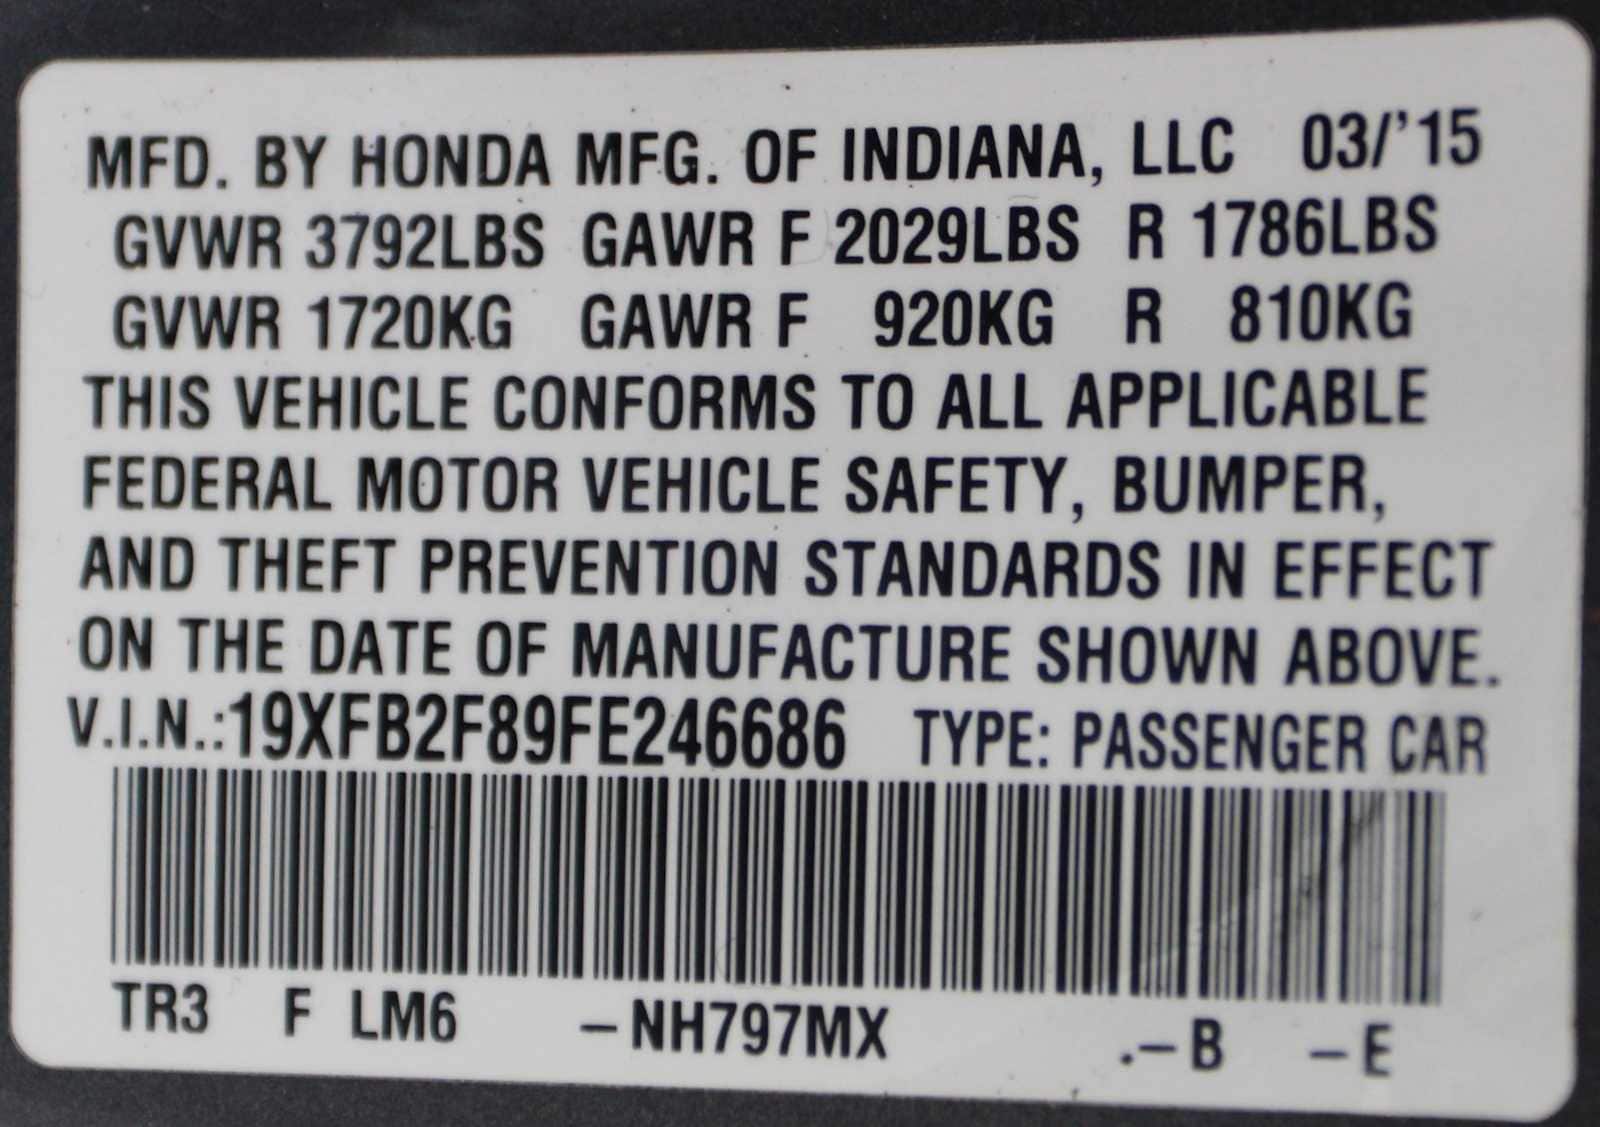 MFD. BY HONDA MFG. OF INDIANA, LLC 03/'15
GVWR 3792LBS GAWR F 2029LBS R 1786LBS
GVWR 1720KG GAWR F 920KG R 810KG
THIS VEHICLE CONFORMS TO ALL APPLICABLE
FEDERAL MOTOR VEHICLE SAFETY, BUMPER,
AND THEFT PREVENTION STANDARDS IN EFFECT
ON THE DATE OF MANUFACTURE SHOWN ABOVE.
V.I.N.:19XFB2F89FE246686 TYPE: PASSENGER CAR
TR3 F LM6 –NH797MX .–B –E